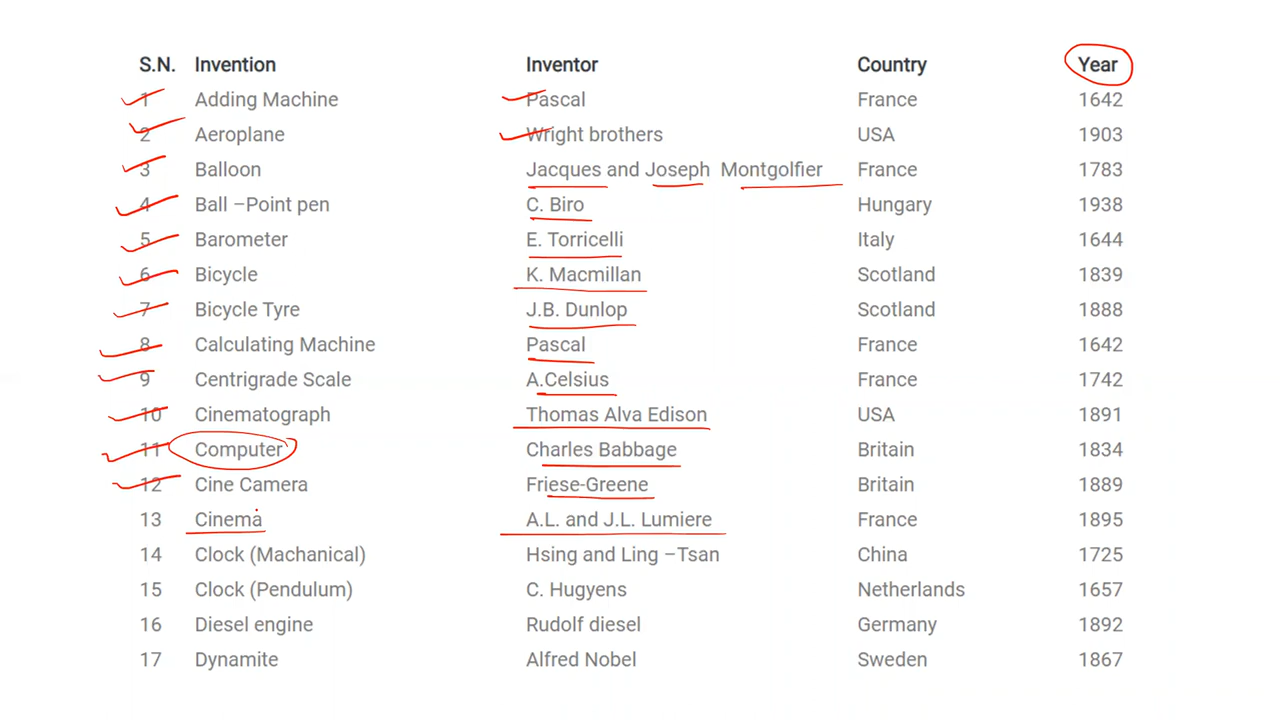 S.N. Invention Inventor Country Year
1 Adding Machine Pascal France 1642
2 Aeroplane Wright brothers USA 1903
3 Balloon Jacques and Joseph Montgolfier France 1783
4 Ball –Point pen C. Biro Hungary 1938
5 Barometer E. Torricelli Italy 1644
6 Bicycle K. Macmillan Scotland 1839
7 Bicycle Tyre J.B. Dunlop Scotland 1888
8 Calculating Machine Pascal France 1642
9 Centrigrade Scale A.Celsius France 1742
10 Cinematograph Thomas Alva Edison USA 1891
11 Computer Charles Babbage Britain 1834
12 Cine Camera Friese-Greene Britain 1889
13 Cinema A.L. and J.L. Lumiere France 1895
14 Clock (Machanical) Hsing and Ling –Tsan China 1725
15 Clock (Pendulum) C. Hugyens Netherlands 1657
16 Diesel engine Rudolf diesel Germany 1892
17 Dynamite Alfred Nobel Sweden 1867